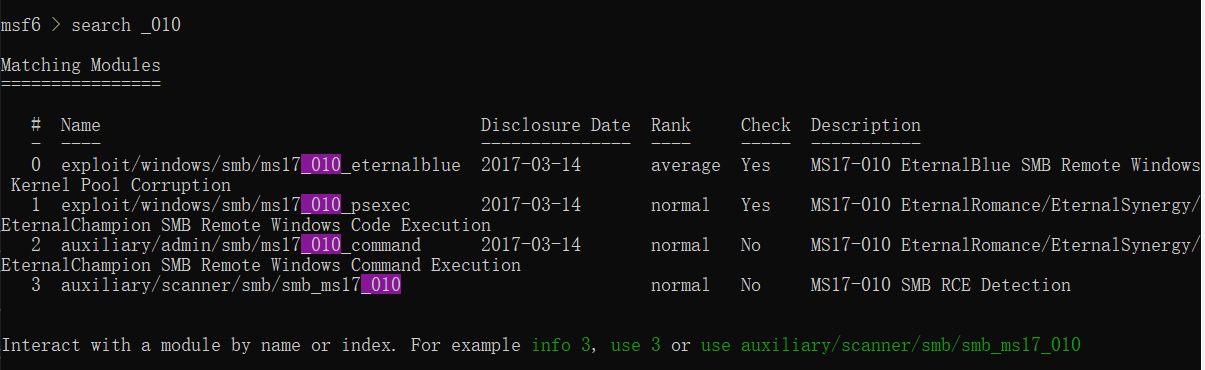 msf6 > search _010
Matching Modules
================
# Name Disclosure Date Rank Check Description
- ---- --------------- ---- ----- -----------
0 exploit/windows/smb/ms17_010_eternalblue 2017-03-14 average Yes MS17-010 EternalBlue SMB Remote Windows
Kernel Pool Corruption
1 exploit/windows/smb/ms17_010_psexec 2017-03-14 normal Yes MS17-010 EternalRomance/EternalSynergy/
EternalChampion SMB Remote Windows Code Execution
2 auxiliary/admin/smb/ms17_010_command 2017-03-14 normal No MS17-010 EternalRomance/EternalSynergy/
EternalChampion SMB Remote Windows Command Execution
3 auxiliary/scanner/smb/smb_ms17_010 normal No MS17-010 SMB RCE Detection
Interact with a module by name or index. For example info 3, use 3 or use auxiliary/scanner/smb/smb_ms17_010